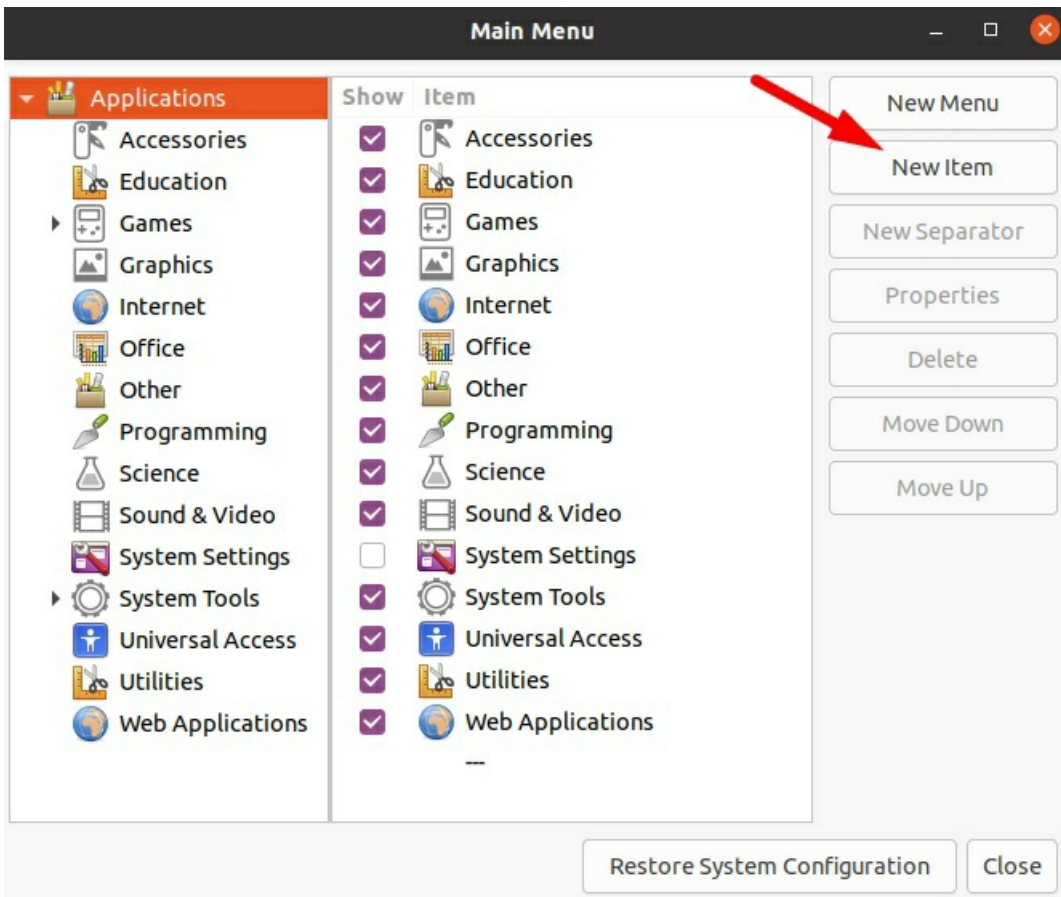 Main Menu
Applications
Accessories
Education
Games
Graphics
Internet
Office
Other
Programming
Science
Sound & Video
System Settings
System Tools
Universal Access
Utilities
Web Applications
Show Item
Accessories
Education
Games
Graphics
Internet
Office
Other
Programming
Science
Sound & Video
System Settings
System Tools
Universal Access
Utilities
Web Applications
---
New Menu
New Item
New Separator
Properties
Delete
Move Down
Move Up
Restore System Configuration
Close